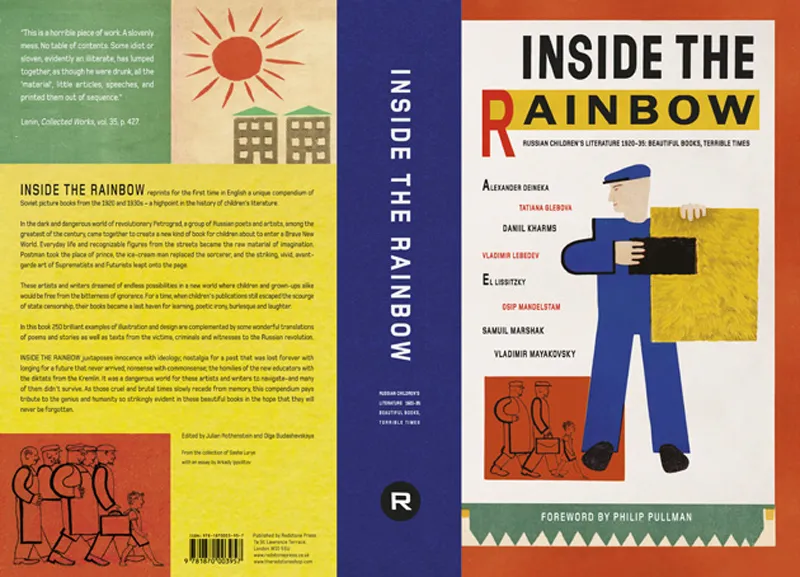 "This is a horrible piece of work. A slovenly
mess. No table of contents. Some idiot or
sloven, evidently an illiterate, has lumped
together, as though he were drunk, all the
'material', little articles, speeches, and
printed them out of sequence."
Lenin, Collected Works, vol. 35, p. 427.
INSIDE THE RAINBOW reprints for the first time in English a unique compendium of
Soviet picture books from the 1920 and 1930s – a highpoint in the history of children's literature.
In the dark and dangerous world of revolutionary Petrograd, a group of Russian poets and artists, among the
greatest of the century, came together to create a new kind of book for children about to enter a Brave New
World. Everyday life and recognizable figures from the streets became the raw material of imagination.
Postman took the place of prince, the ice-cream man replaced the sorcerer, and the striking, vivid, avant-
garde art of Suprematists and Futurists leapt onto the page.
These artists and writers dreamed of endless possibilities in a new world where children and grown-ups alike
would be free from the bitterness of ignorance. For a time, when children's publications still escaped the scourge
of state censorship, their books became a last haven for learning, poetic irony, burlesque and laughter.
In this book 250 brilliant examples of illustration and design are complemented by some wonderful translations
of poems and stories as well as texts from the victims, criminals and witnesses to the Russian revolution.
INSIDE THE RAINBOW juxtaposes innocence with ideology; nostalgia for a past that was lost forever with
longing for a future that never arrived, nonsense with commonsense; the homilies of the new educators with
the diktats from the Kremlin. It was a dangerous world for these artists and writers to navigate–and many
of them didn't survive. As those cruel and brutal times slowly recede from memory, this compendium pays
tribute to the genius and humanity so strikingly evident in these beautiful books in the hope that they will
never be forgotten.
Edited by Julian Rothenstein and Olga Budashevskaya
From the collection of Sasha Lurye
with an essay by Arkady Ippolitov
Published by Redstone Press
7a St Lawrence Terrace
London W10 5SU
www.redstonepress.co.uk
www.theredstoneshop.com
9 781870 003957
INSIDE THE RAINBOW
RUSSIAN CHILDREN'S
LITERATURE 1920-35:
BEAUTIFUL BOOKS,
TERRIBLE TIMES
R
INSIDE THE
RAINBOW
RUSSIAN CHILDREN'S LITERATURE 1920-35: BEAUTIFUL BOOKS, TERRIBLE TIMES
ALEXANDER DEINEKA
TATIANA GLEBOVA
DANIIL KHARMS
VLADIMIR LEBEDEV
EL LISSITZKY
OSIP MANDELSTAM
SAMUIL MARSHAK
VLADIMIR MAYAKOVSKY
FOREWORD BY PHILIP PULLMAN